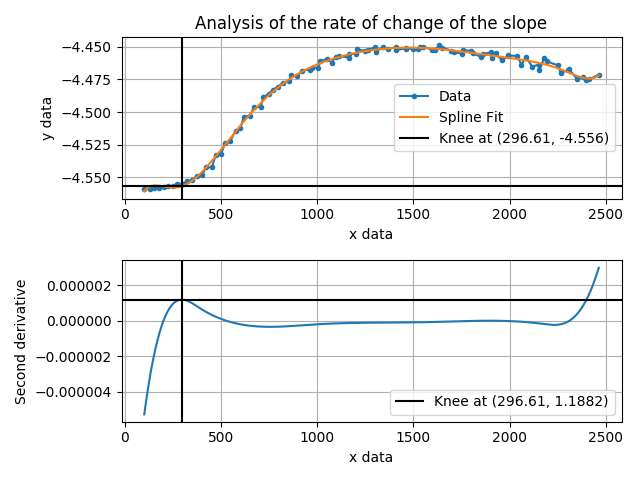 Analysis of the rate of change of the slope
−4.450
−4.475
−4.500
−4.525
−4.550
y data
Data
Spline Fit
Knee at (296.61, -4.556)
0
500
1000
1500
2000
2500
x data
0.000002
0.000000
−0.000002
−0.000004
Second derivative
Knee at (296.61, 1.1882)
0
500
1000
1500
2000
2500
x data